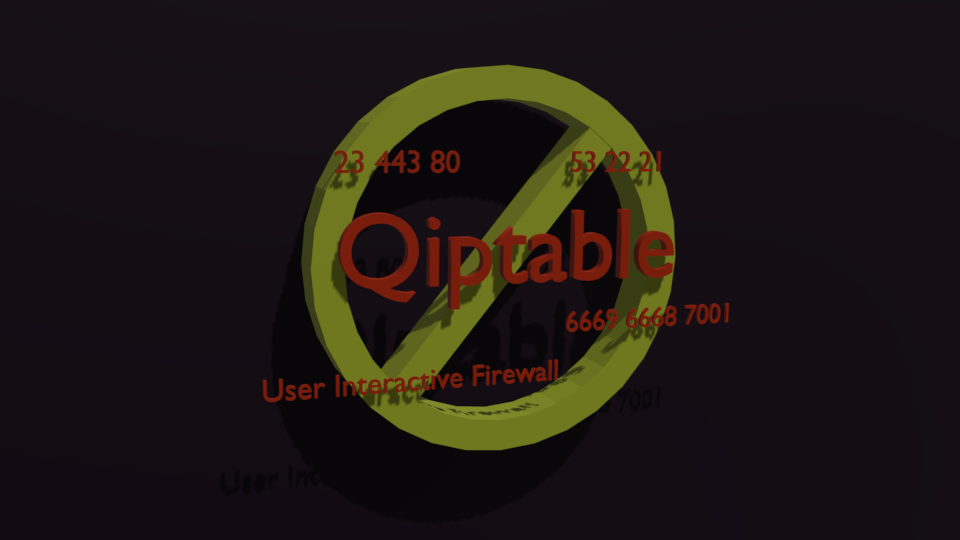 23 443 80
53 22 21
Qiptable
6669 6668 7001
User Interactive Firewall